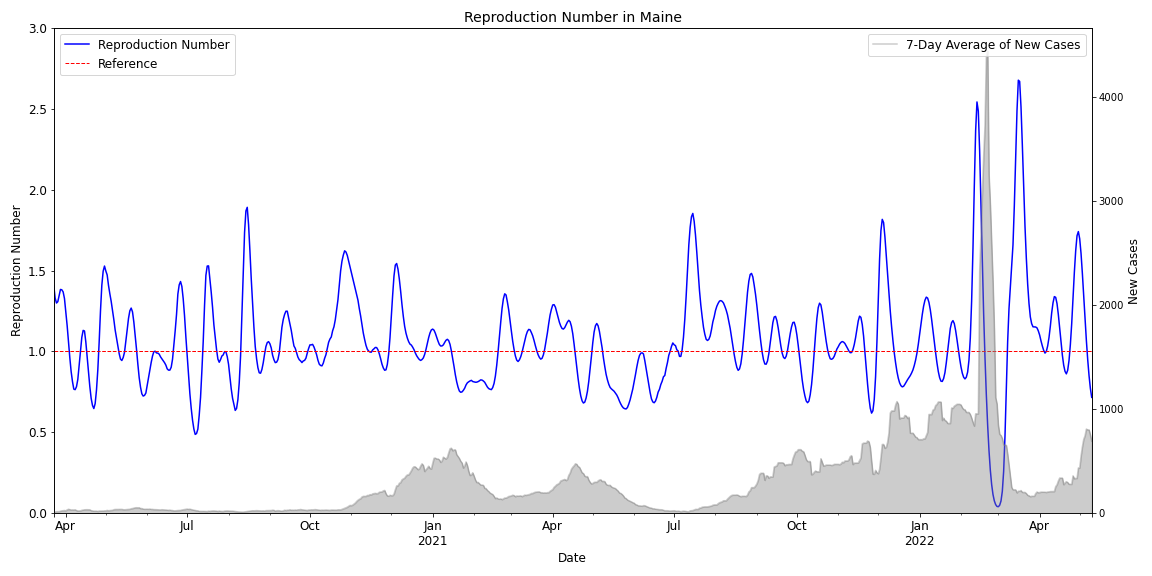 Reproduction Number in Maine
Reproduction Number
Reference
7-Day Average of New Cases
3.0
2.5
2.0
1.5
1.0
0.5
0.0
Reproduction Number
4000
3000
2000
1000
0
New Cases
Apr Jul Oct Jan Apr Jul Oct Jan Apr
2021 2022
Date